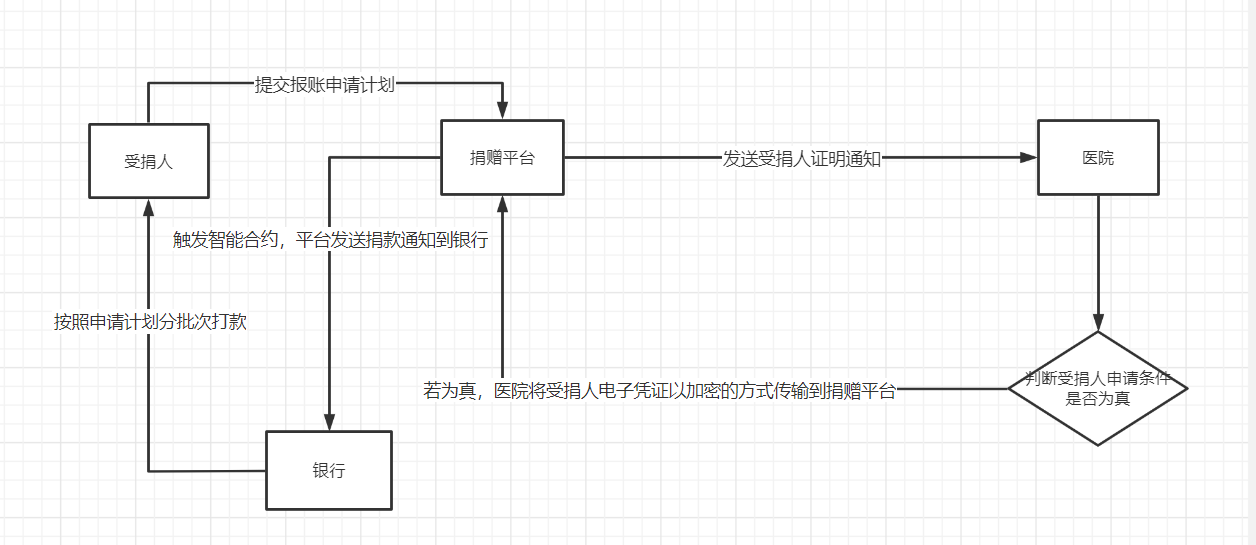 提交报账申请计划
受捐人
捐赠平台
发送受捐人证明通知
医院
触发智能合约，平台发送捐款通知到银行
按照申请计划分批次打款
若为真，医院将受捐人电子凭证以加密的方式传输到捐赠平台
判断受捐人申请条件
是否为真
银行